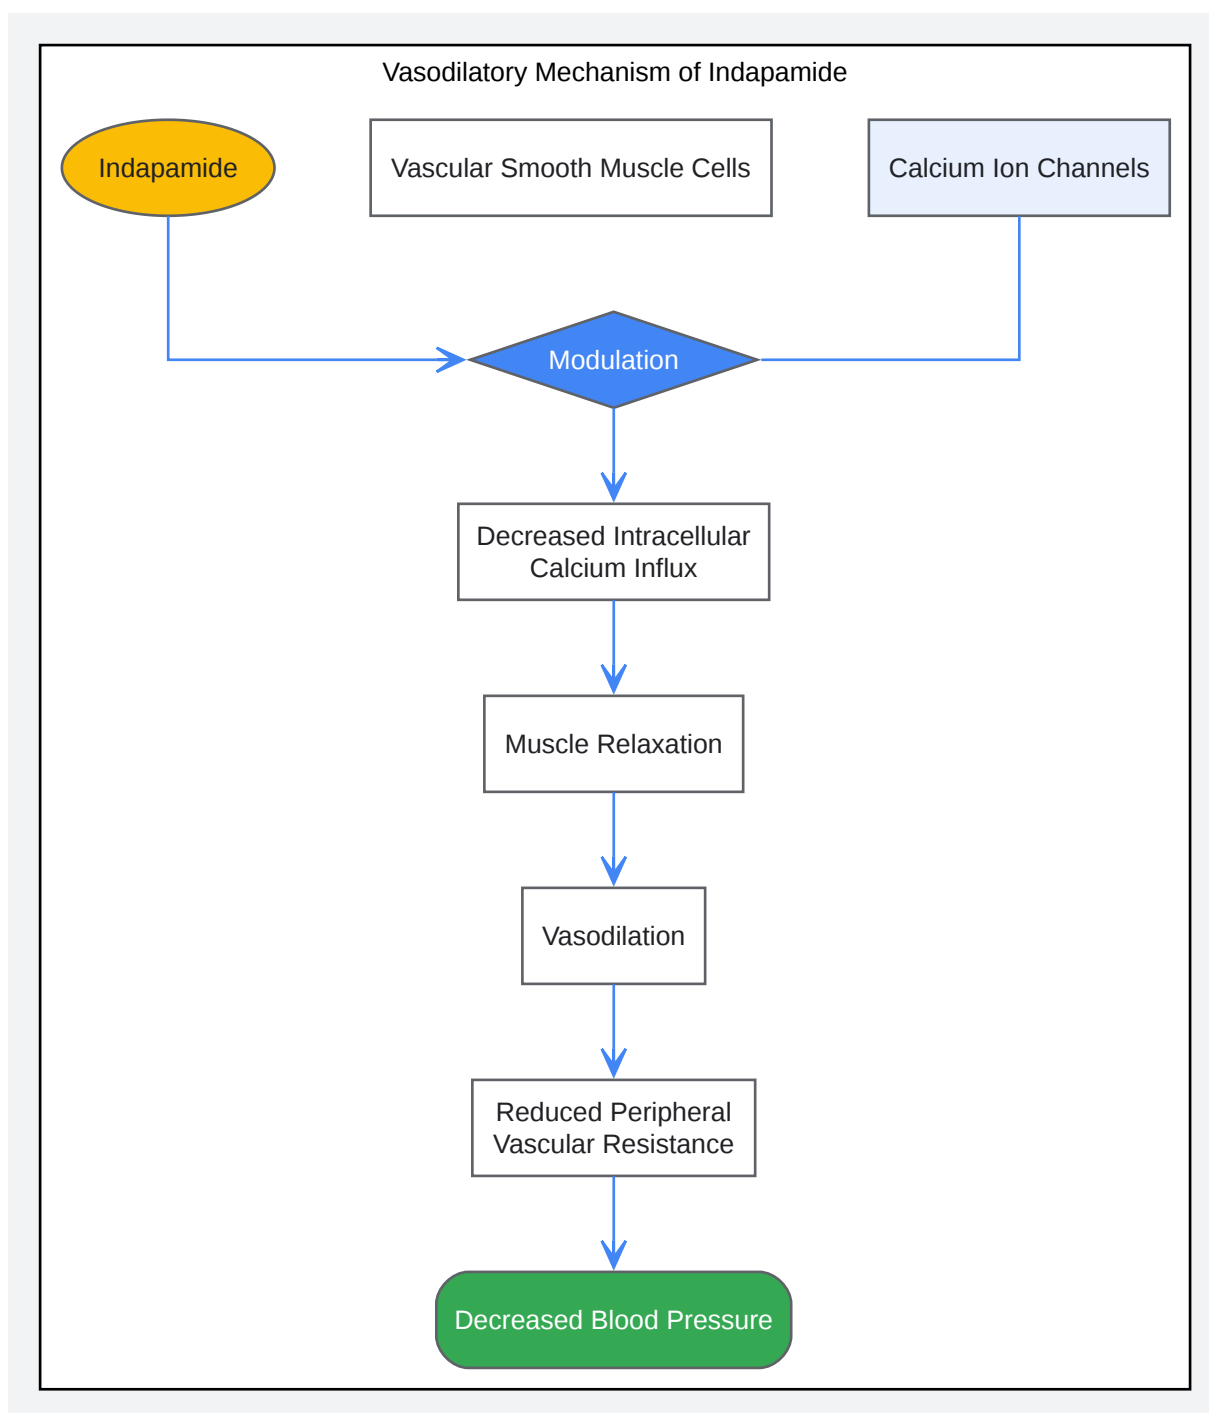 Vasodilatory Mechanism of Indapamide
Indapamide
Vascular Smooth Muscle Cells
Calcium Ion Channels
Modulation
Decreased Intracellular
Calcium Influx
Muscle Relaxation
Vasodilation
Reduced Peripheral
Vascular Resistance
Decreased Blood Pressure